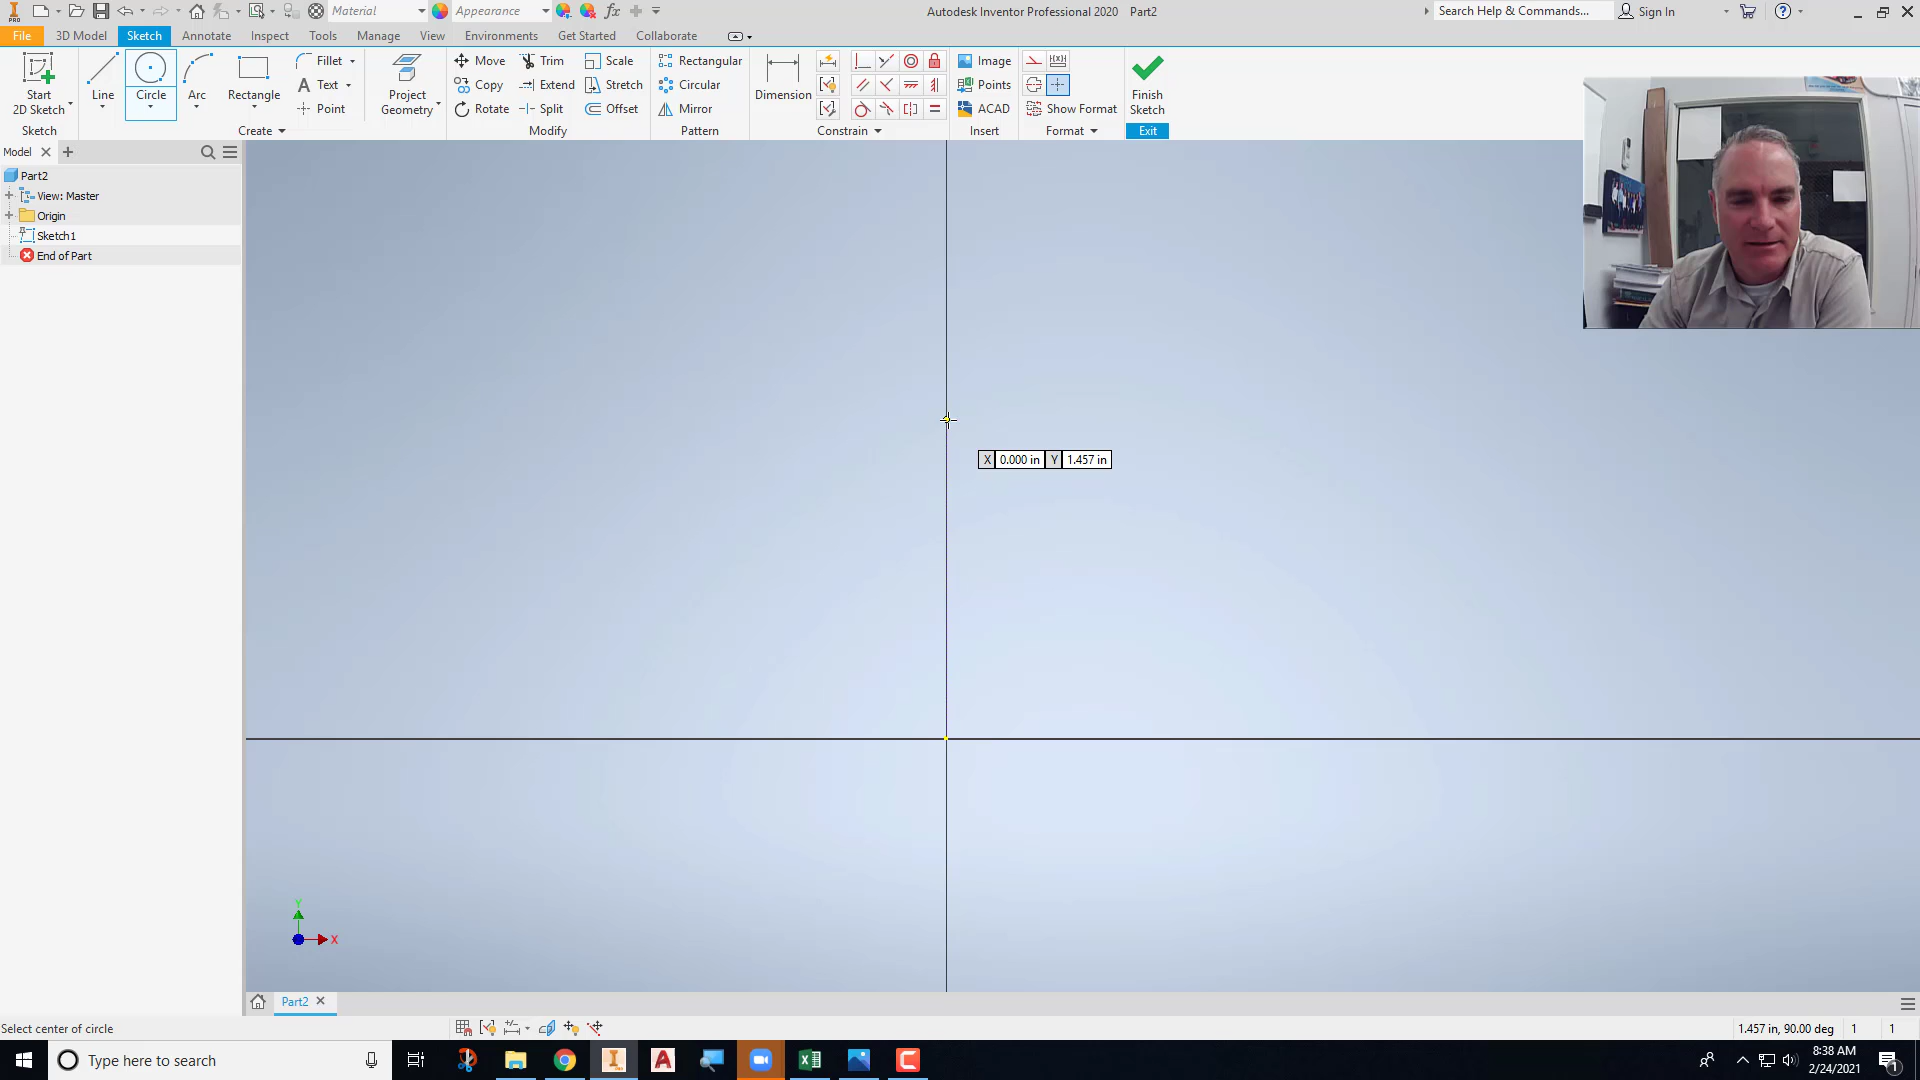 Material
Appearance
fx
Autodesk Inventor Professional 2020 Part2
Search Help & Commands...
Sign In
PRO
File
3D Model
Sketch
Annotate
Inspect
Tools
Manage
View
Environments
Get Started
Collaborate
Start
2D Sketch
Line
Circle
Arc
Rectangle
Fillet
Text
Point
Project
Geometry
Move
Copy
Rotate
Trim
Extend
Split
Scale
Stretch
Offset
Rectangular
Circular
Mirror
Dimension
Image
Points
ACAD
Show Format
Finish
Sketch
Sketch
Create
Modify
Pattern
Constrain
Insert
Format
Exit
Model
Part2
View: Master
Origin
Sketch1
End of Part
X 0.000 in Y 1.457 in
Y
X
Part2
Select center of circle
1.457 in, 90.00 deg 1 1
Type here to search
8:38 AM
2/24/2021
1